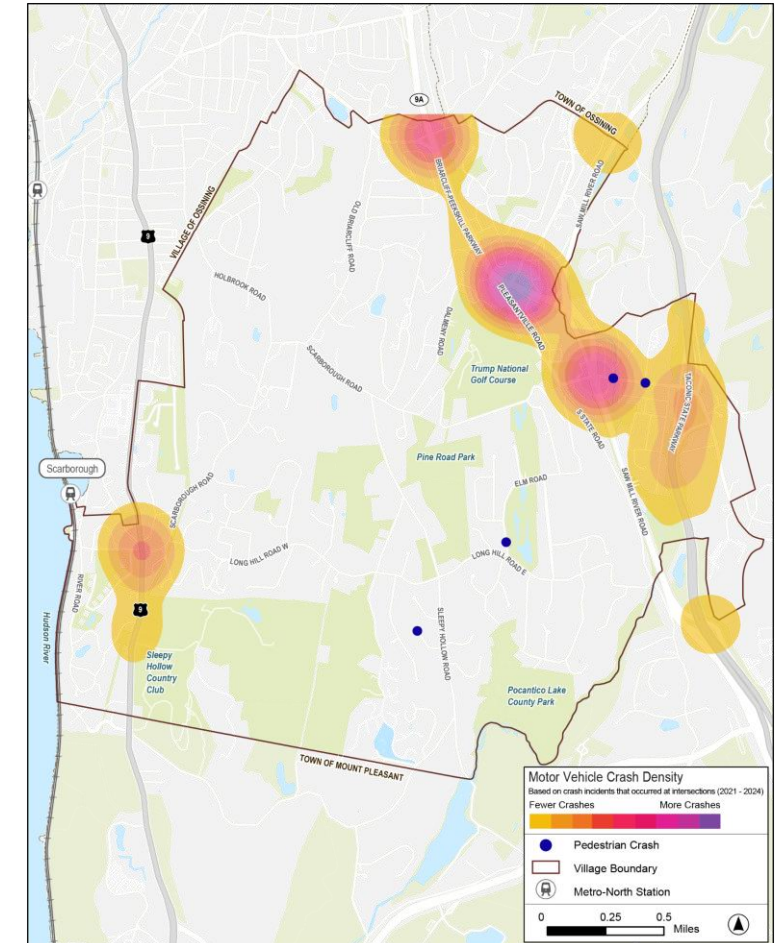 9A
TOWN OF OSSINING
VILLAGE OF OSSINING
BRIARCLIFF-PEEKSKILL PARKWAY
SAW MILL RIVER ROAD
OLD BRIARCLIFF ROAD
9
HOLBROOK ROAD
PLEASANTVILLE ROAD
DALMENY ROAD
SCARBOROUGH ROAD
Trump National
Golf Course
TACONIC STATE PARKWAY
S STATE ROAD
Pine Road Park
Scarborough
SCARBOROUGH ROAD
ELM ROAD
SAW MILL RIVER ROAD
LONG HILL ROAD W
LONG HILL ROAD E
RIVER ROAD
9
Hudson River
SLEEPY HOLLOW ROAD
Sleepy
Hollow
Country
Club
Pocantico Lake
County Park
TOWN OF MOUNT PLEASANT
Motor Vehicle Crash Density
Based on crash incidents that occurred at intersections (2021 - 2024)
Fewer Crashes More Crashes
Pedestrian Crash
Village Boundary
Metro-North Station
0 0.25 0.5
Miles